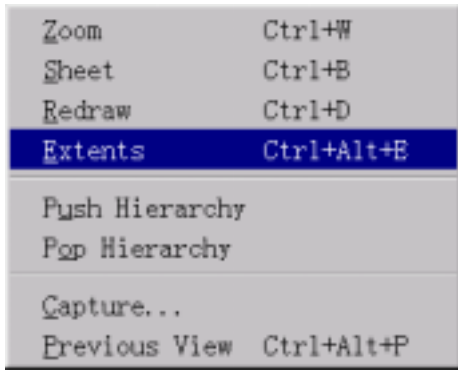 Zoom Ctrl+W
Sheet Ctrl+B
Redraw Ctrl+D
Extents Ctrl+Alt+E
Push Hierarchy
Pop Hierarchy
Capture...
Previous View Ctrl+Alt+P